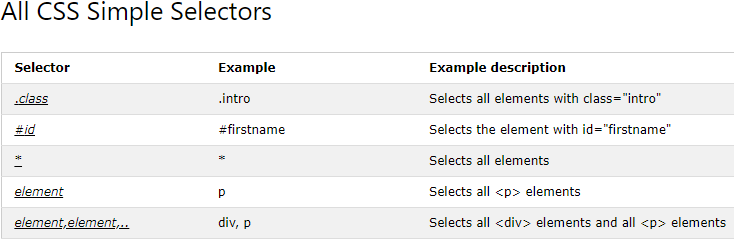 All CSS Simple Selectors
Selector Example Example description
.class .intro Selects all elements with class="intro"
#id #firstname Selects the element with id="firstname"
* * Selects all elements
element p Selects all <p> elements
element,element,.. div, p Selects all <div> elements and all <p> elements